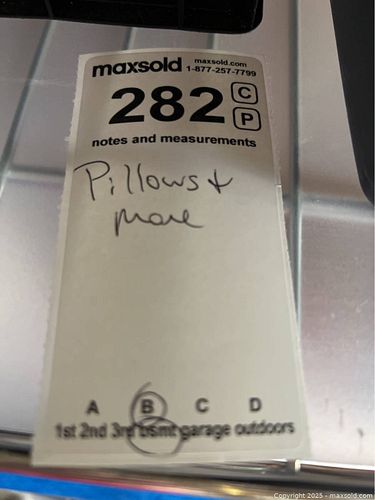 maxsold maxsold.com
1-877-257-7799
282 C
P
notes and measurements
Pillows +
more
A B C D
1st 2nd 3rd bsmt garage outdoors
Copyright 2025 - maxsold.com